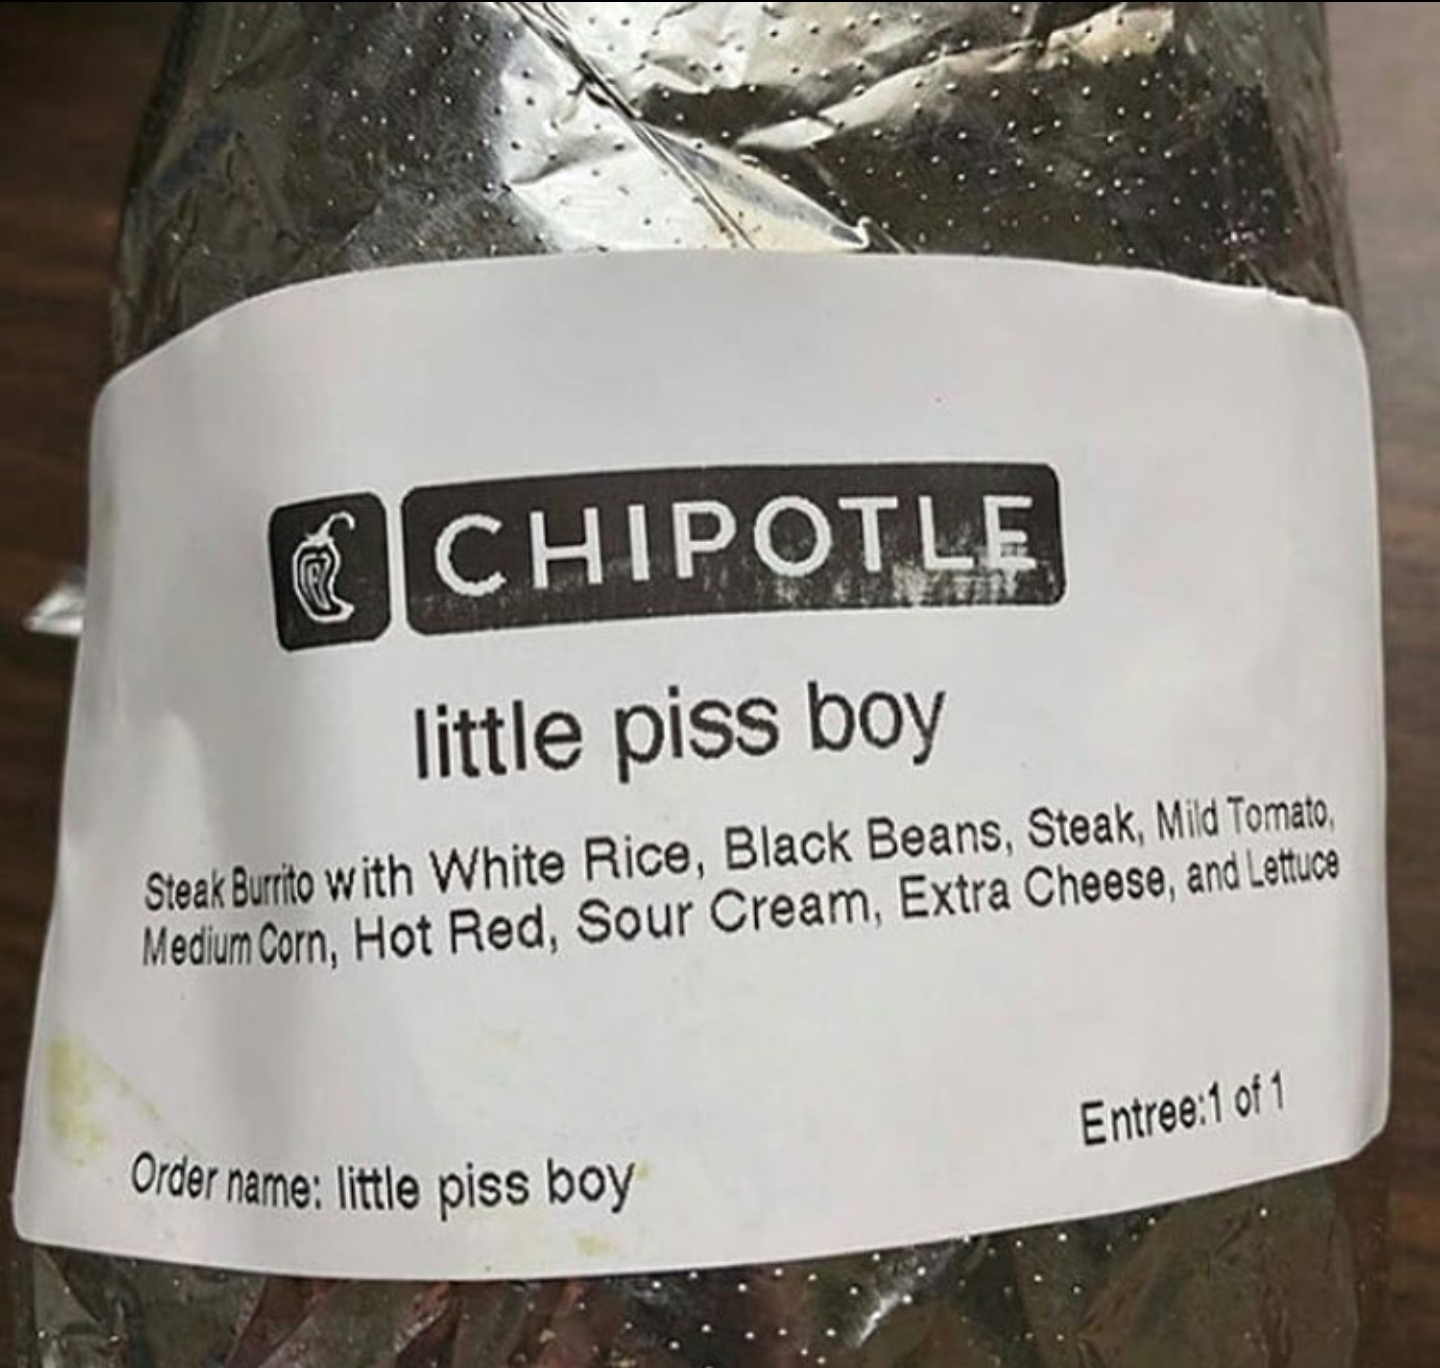 CHIPOTLE
little piss boy
Steak Burrito with White Rice, Black Beans, Steak, Mild Tomato,
Medium Corn, Hot Red, Sour Cream, Extra Cheese, and Lettuce
Entree:1 of 1
Order name: little piss boy